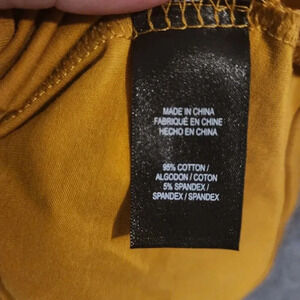 MADE IN CHINA
FABRIQUÉ EN CHINE
HECHO EN CHINA
95% COTTON /
ALGODON / COTON
5% SPANDEX /
SPANDEX / SPANDEX